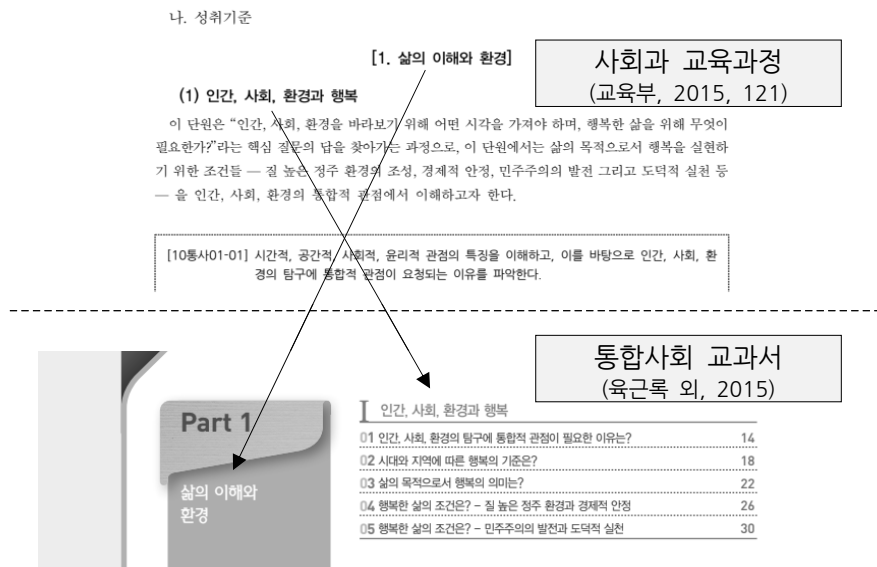 나. 성취기준
[1. 삶의 이해와 환경]
사회과 교육과정
(교육부, 2015, 121)
(1) 인간, 사회, 환경과 행복
이 단원은 “인간, 사회, 환경을 바라보기 위해 어떤 시각을 가져야 하며, 행복한 삶을 위해 무엇이
필요한가?”라는 핵심 질문의 답을 찾아가는 과정으로, 이 단원에서는 삶의 목적으로서 행복을 실현하
기 위한 조건들 — 질 높은 정주 환경의 조성, 경제적 안정, 민주주의의 발전 그리고 도덕적 실천 등
— 을 인간, 사회, 환경의 통합적 관점에서 이해하고자 한다.
[10통사01-01] 시간적, 공간적, 사회적, 윤리적 관점의 특징을 이해하고, 이를 바탕으로 인간, 사회, 환
경의 탐구에 통합적 관점이 요청되는 이유를 파악한다.
통합사회 교과서
(육근록 외, 2015)
Part 1
삶의 이해와
환경
I 인간, 사회, 환경과 행복
01 인간, 사회, 환경의 탐구에 통합적 관점이 필요한 이유는? 14
02 시대와 지역에 따른 행복의 기준은? 18
03 삶의 목적으로서 행복의 의미는? 22
04 행복한 삶의 조건은? – 질 높은 정주 환경과 경제적 안정 26
05 행복한 삶의 조건은? – 민주주의의 발전과 도덕적 실천 30